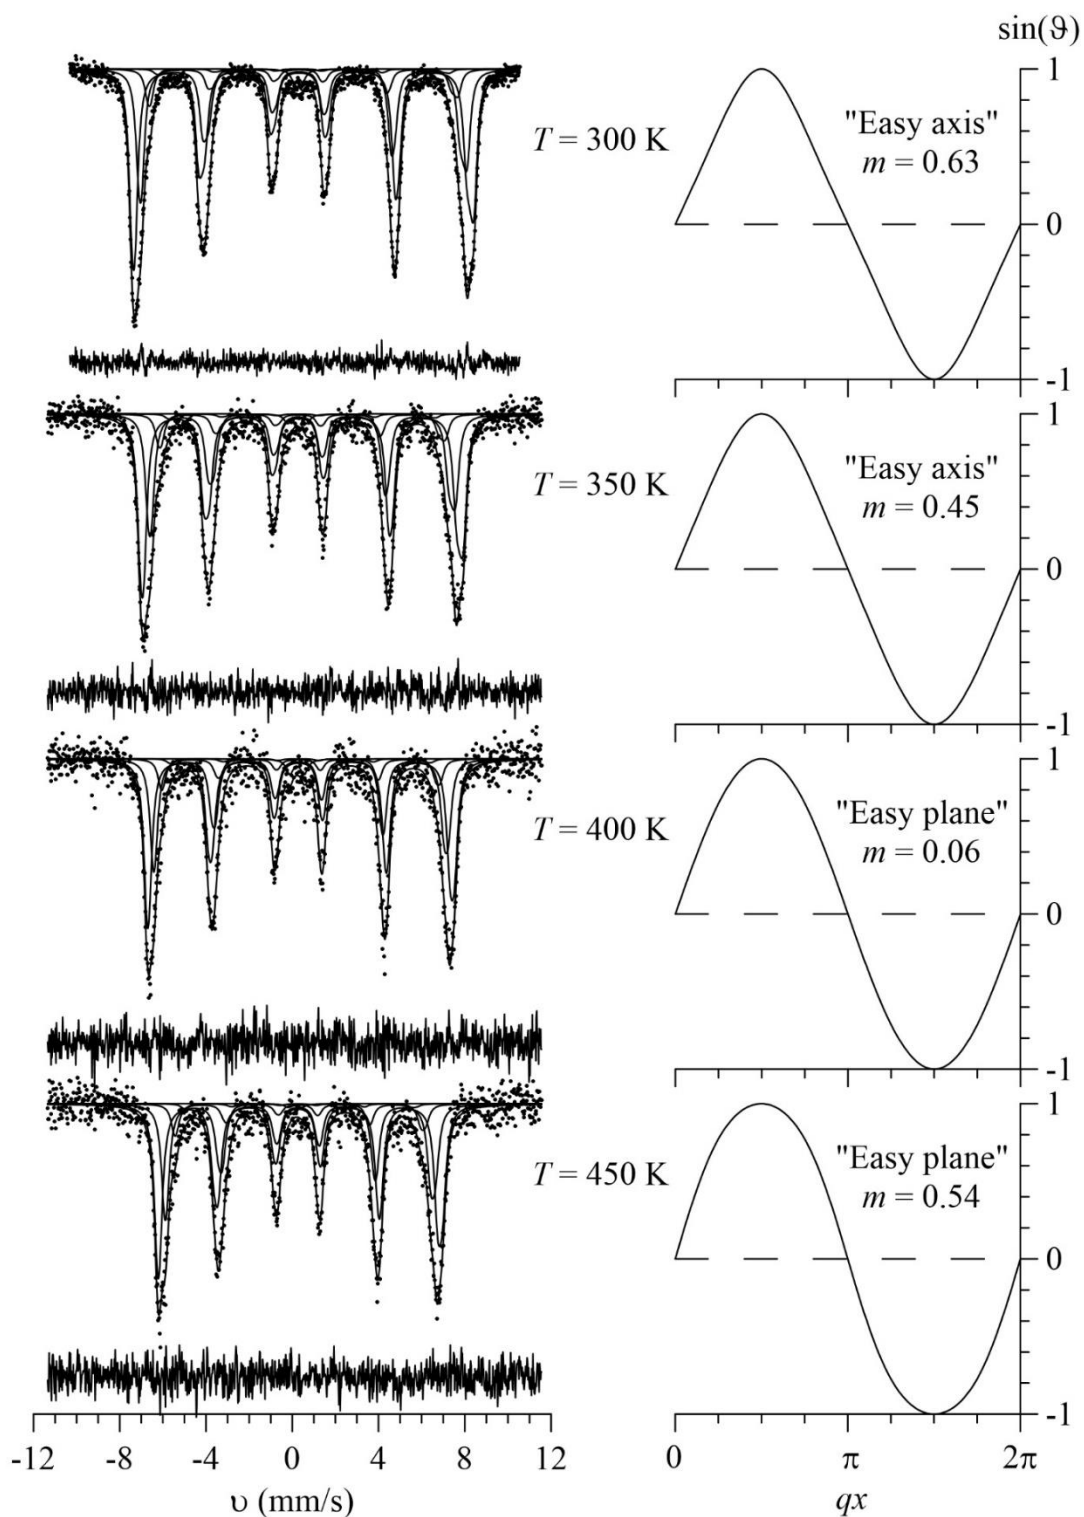 sin(ϑ)
1
"Easy axis"
T = 300 K
m = 0.63
0
-1
1
"Easy axis"
T = 350 K
m = 0.45
0
-1
1
"Easy plane"
T = 400 K
m = 0.06
0
-1
1
"Easy plane"
T = 450 K
m = 0.54
0
-1
-12 -8 -4 0 4 8 12
0 π 2π
υ (mm/s)
qx